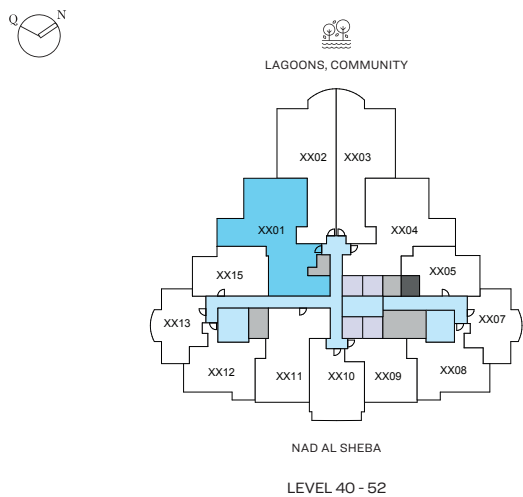 Q N
LAGOONS, COMMUNITY
XX02 XX03
XX01 XX04
XX15 XX05
XX13 XX07
XX12 XX11 XX10 XX09 XX08
NAD AL SHEBA
LEVEL 40 - 52